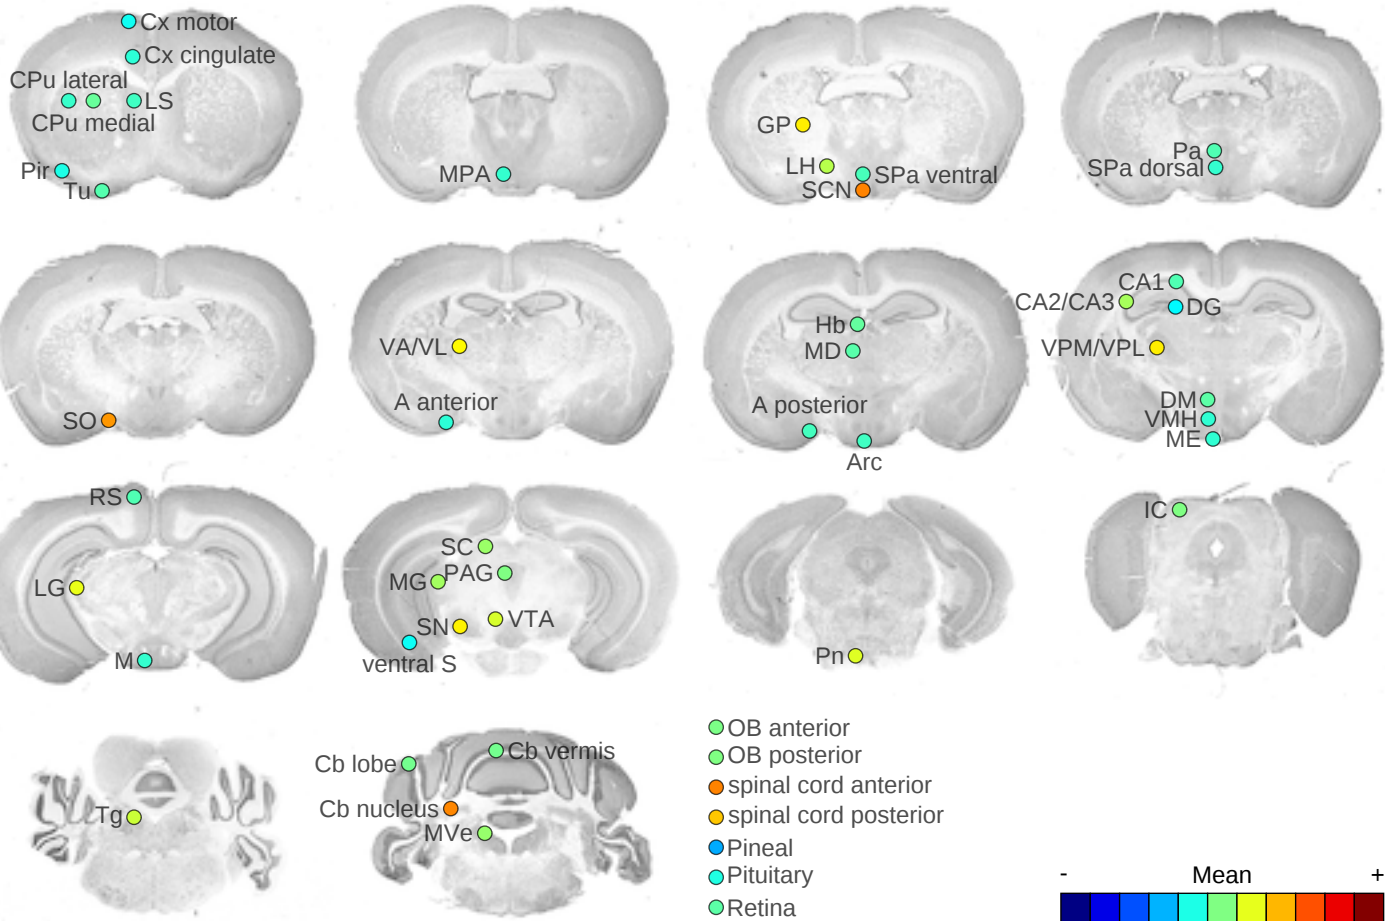 Cx motor
Cx cingulate
CPu lateral
LS
CPu medial
Pir
Tu
MPA
GP
LH
SPa ventral
SCN
Pa
SPa dorsal
SO
VA/VL
A anterior
Hb
MD
A posterior
Arc
CA1
CA2/CA3
DG
VPM/VPL
DM
VMH
ME
RS
LG
M
SC
PAG
MG
VTA
SN
ventral S
Pn
IC
Tg
Cb vermis
Cb lobe
Cb nucleus
MVe
OB anterior
OB posterior
spinal cord anterior
spinal cord posterior
Pineal
Pituitary
Retina
- Mean +